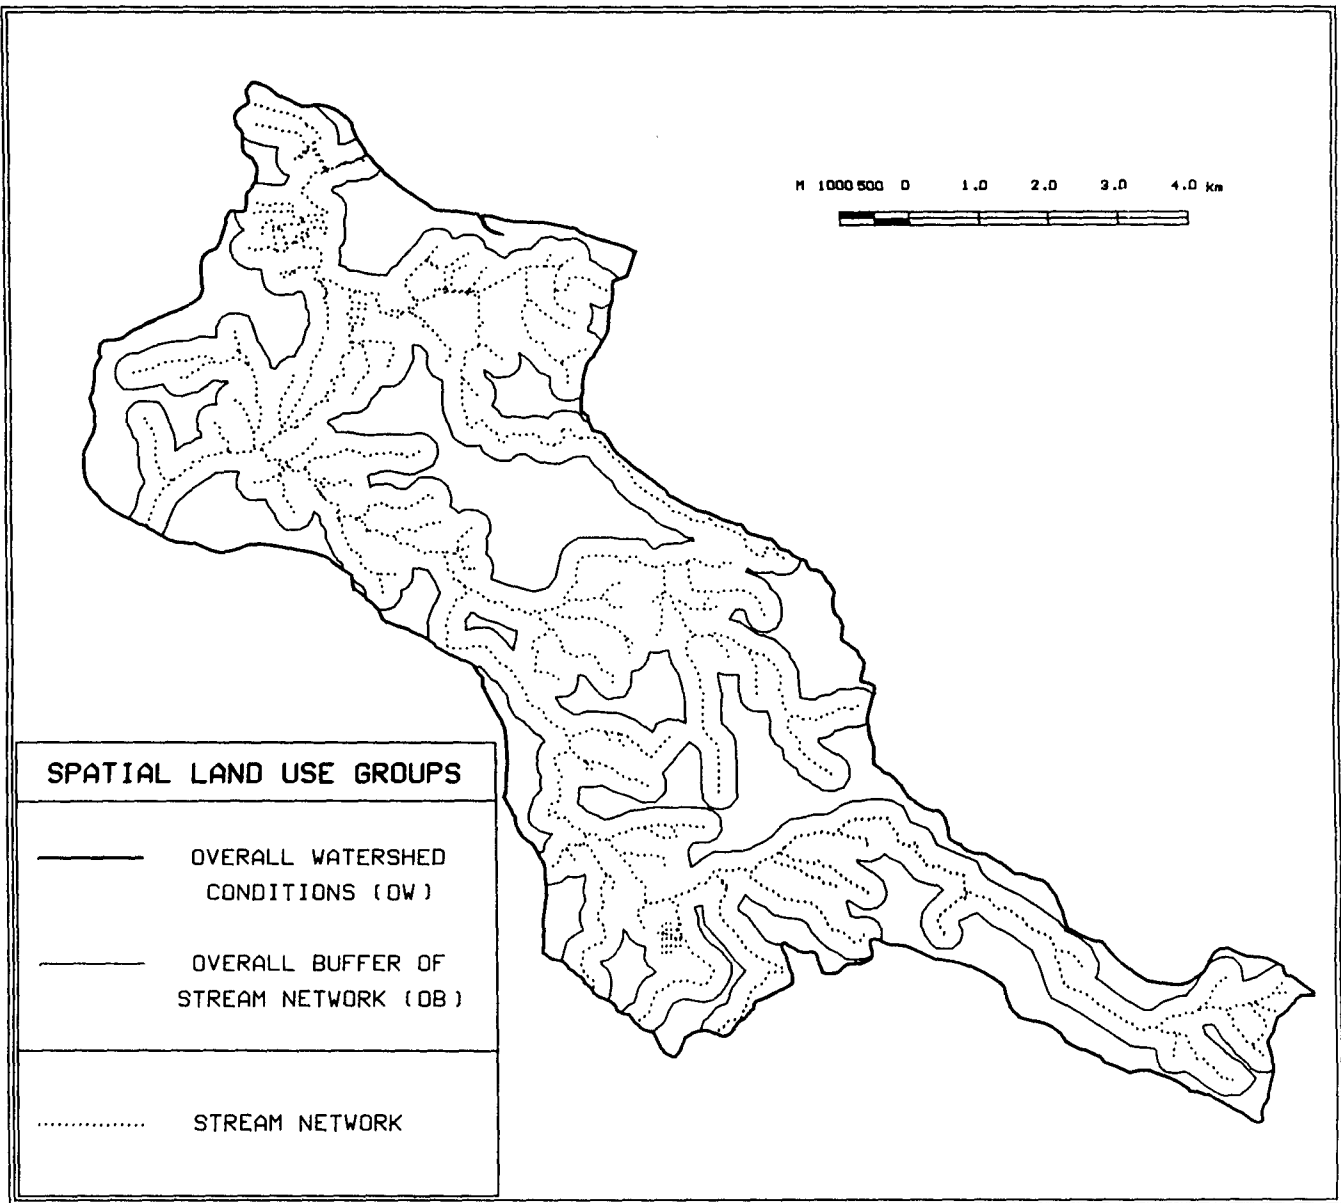 M 1000 500 0 1.0 2.0 3.0 4.0 Km
SPATIAL LAND USE GROUPS
OVERALL WATERSHED
CONDITIONS (OW)
OVERALL BUFFER OF
STREAM NETWORK (OB)
STREAM NETWORK